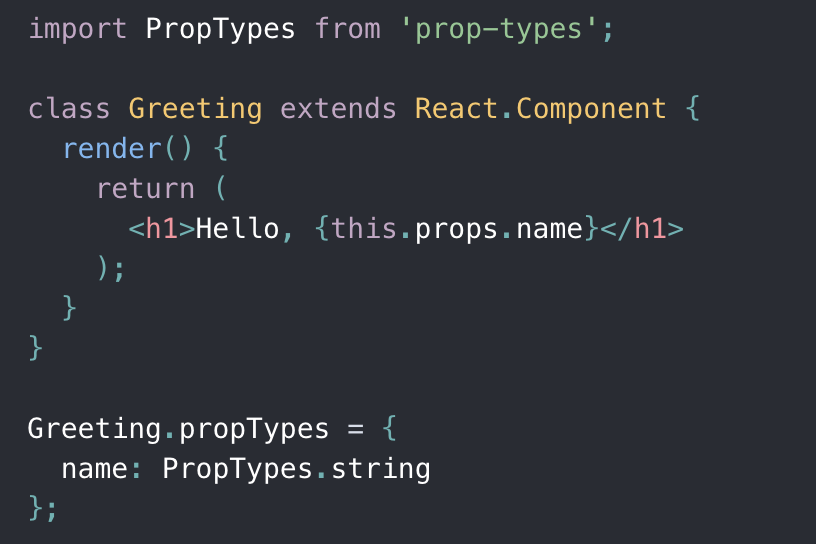 import PropTypes from 'prop-types';

class Greeting extends React.Component {
  render() {
    return (
      <h1>Hello, {this.props.name}</h1>
    );
  }
}

Greeting.propTypes = {
  name: PropTypes.string
};